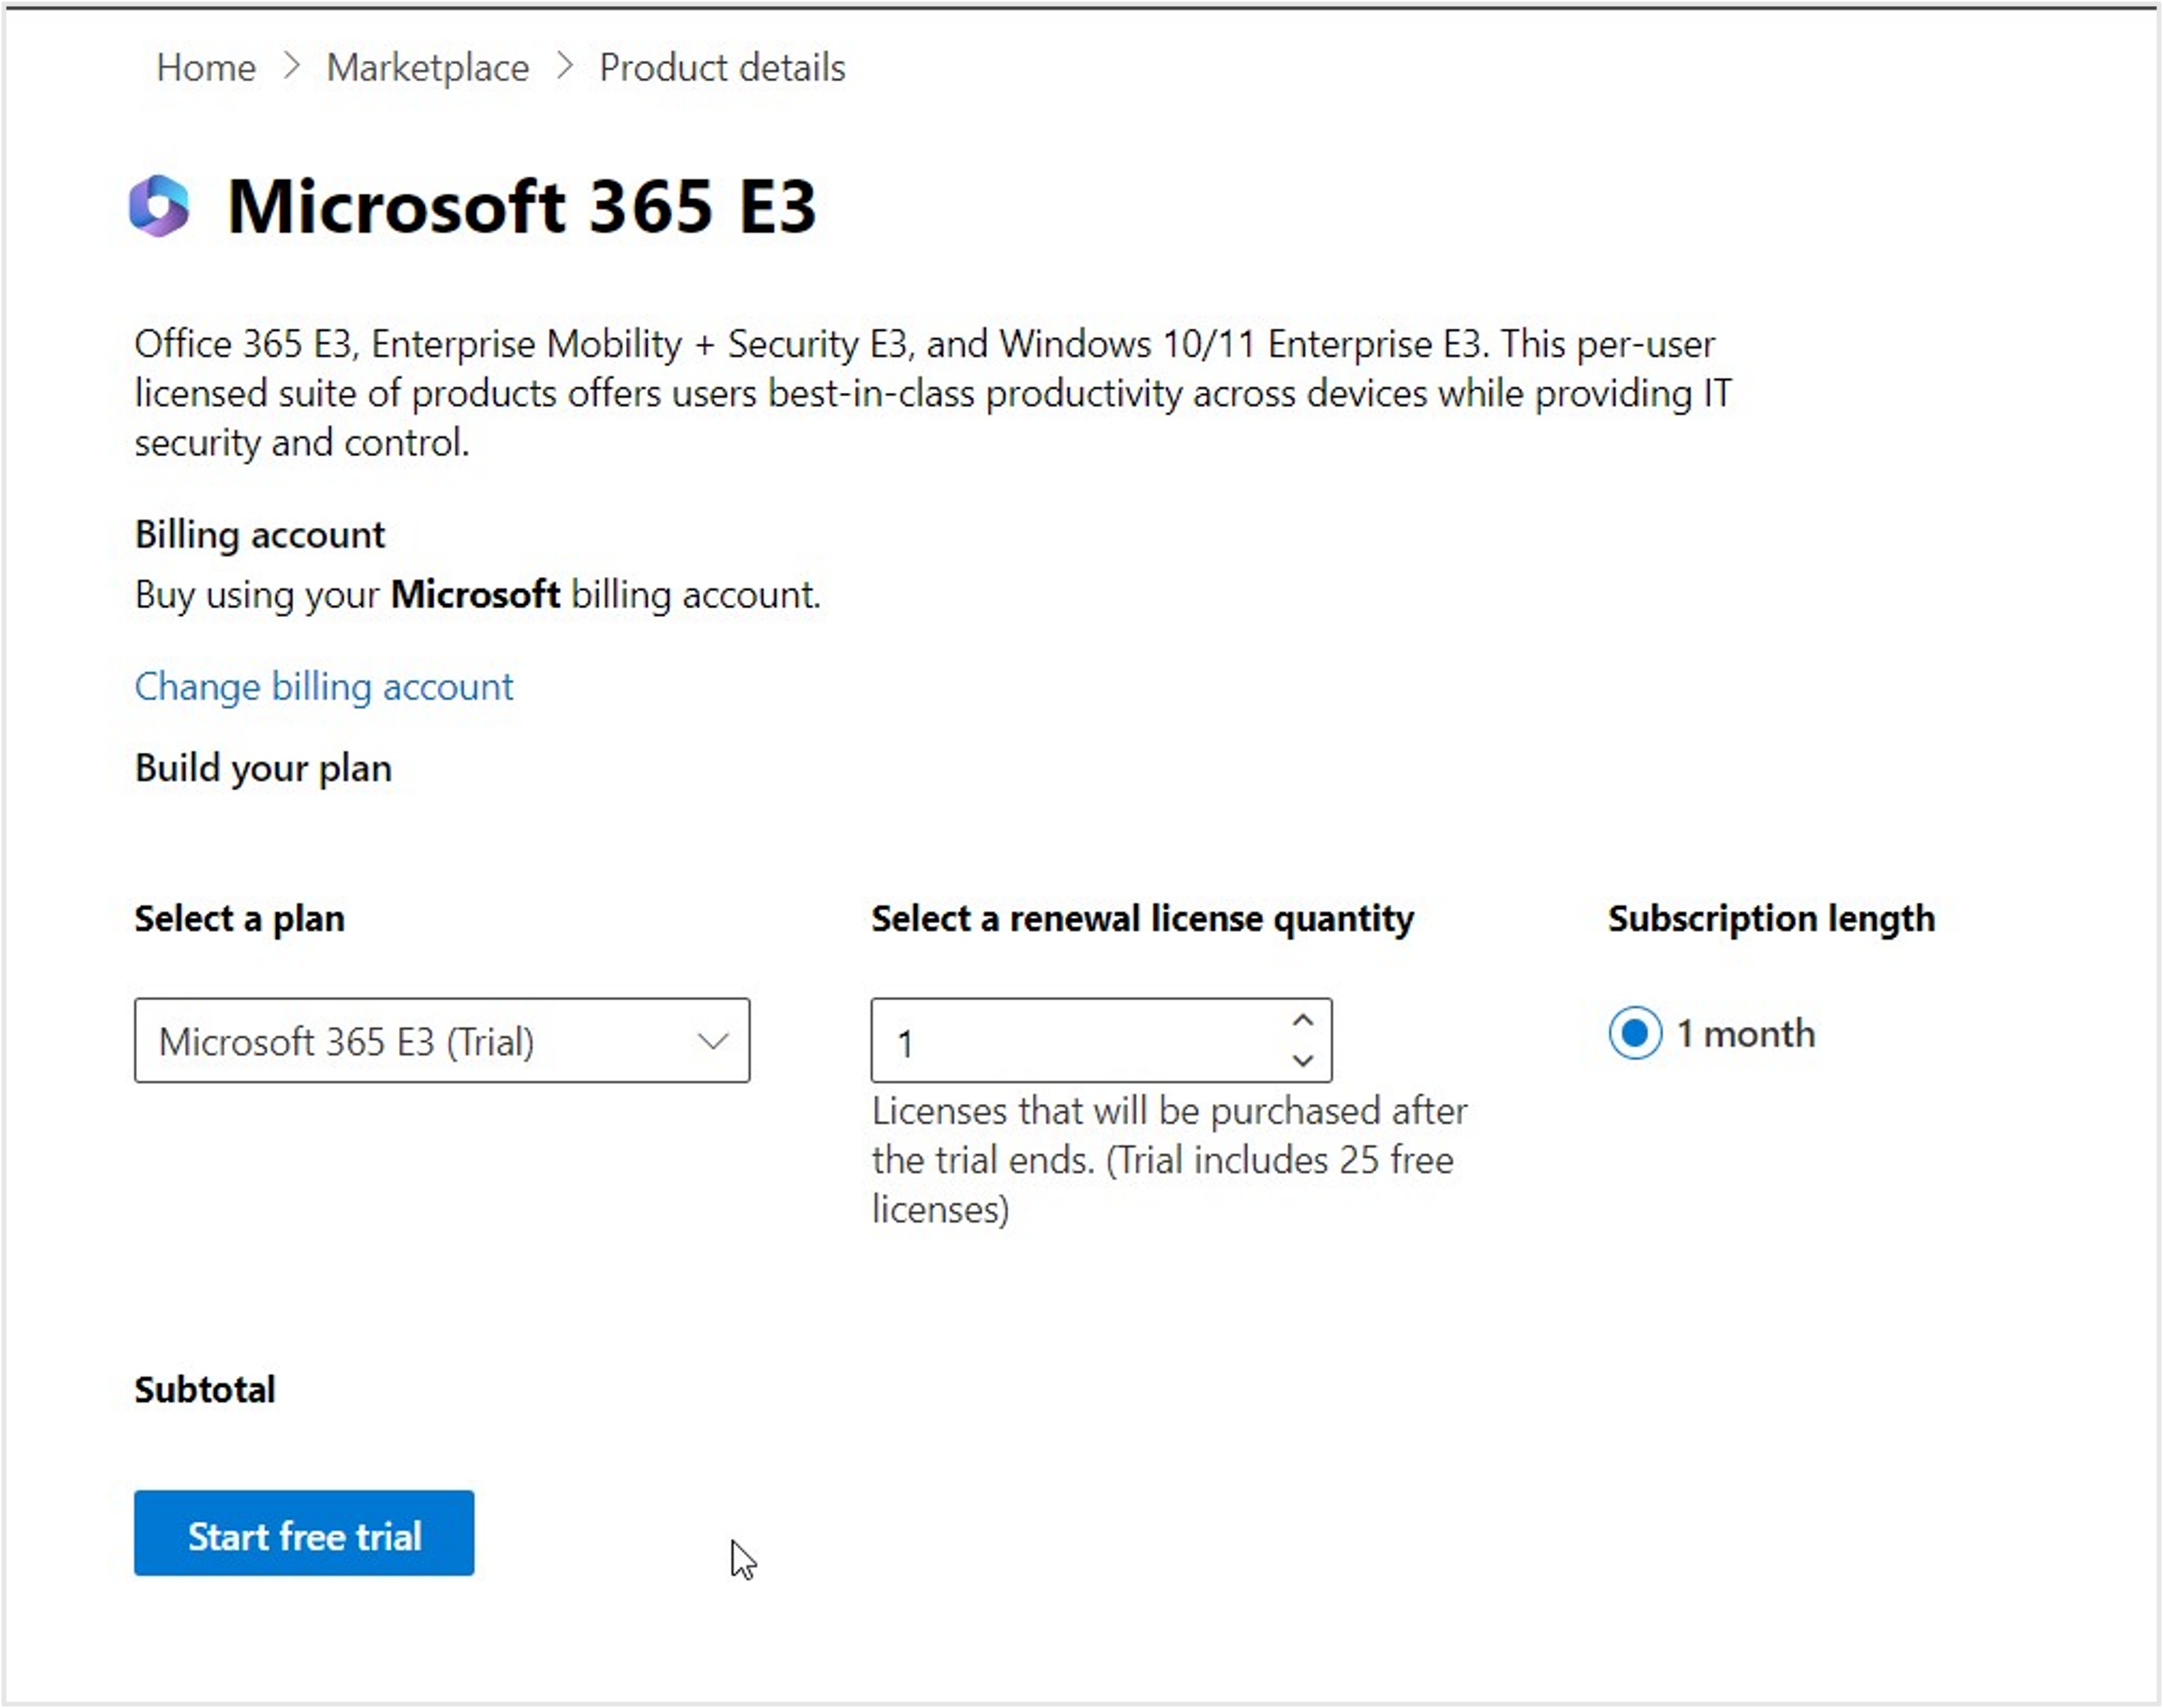 Home > Marketplace > Product details
Microsoft 365 E3
Office 365 E3, Enterprise Mobility + Security E3, and Windows 10/11 Enterprise E3. This per-user
licensed suite of products offers users best-in-class productivity across devices while providing IT
security and control.
Billing account
Buy using your Microsoft billing account.
Change billing account
Build your plan
Select a plan
Microsoft 365 E3 (Trial)
Select a renewal license quantity
1
Licenses that will be purchased after
the trial ends. (Trial includes 25 free
licenses)
Subscription length
1 month
Subtotal
Start free trial